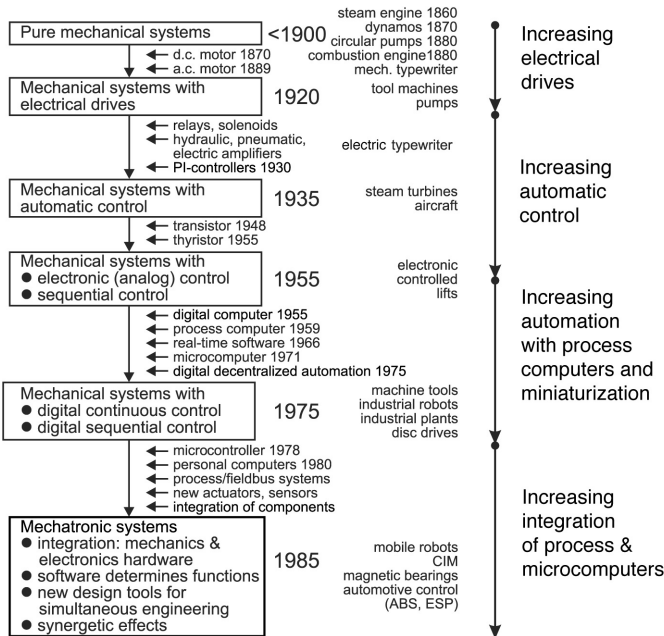 Pure mechanical systems
<1900
steam engine 1860
dynamos 1870
circular pumps 1880
combustion engine1880
mech. typewriter
d.c. motor 1870
a.c. motor 1889
Increasing
electrical
drives
Mechanical systems with
electrical drives
1920
tool machines
pumps
relays, solenoids
hydraulic, pneumatic,
electric amplifiers
PI-controllers 1930
electric typewriter
Increasing
automatic
control
Mechanical systems with
automatic control
1935
steam turbines
aircraft
transistor 1948
thyristor 1955
Mechanical systems with
● electronic (analog) control
● sequential control
1955
electronic
controlled
lifts
digital computer 1955
process computer 1959
real-time software 1966
microcomputer 1971
digital decentralized automation 1975
Increasing
automation
with process
computers and
miniaturization
Mechanical systems with
● digital continuous control
● digital sequential control
1975
machine tools
industrial robots
industrial plants
disc drives
microcontroller 1978
personal computers 1980
process/fieldbus systems
new actuators, sensors
integration of components
Increasing
integration
of process &
microcomputers
Mechatronic systems
● integration: mechanics &
electronics hardware
● software determines functions
● new design tools for
simultaneous engineering
● synergetic effects
1985
mobile robots
CIM
magnetic bearings
automotive control
(ABS, ESP)